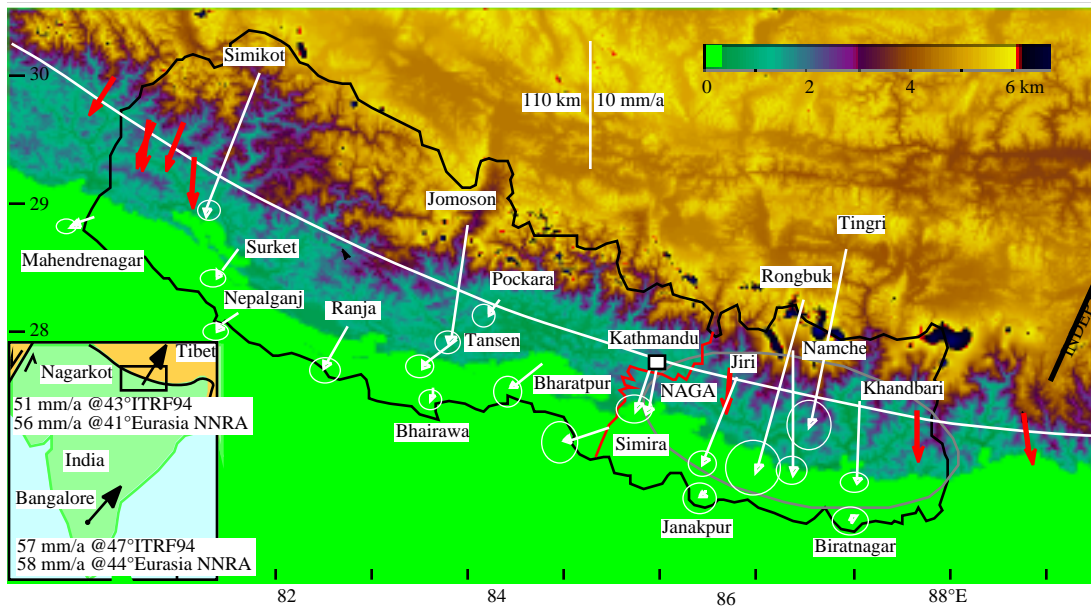 Simikot
30
110 km
10 mm/a
0
2
4
6 km
29
Jomoson
Tingri
Mahendrenagar
Surket
Rongbuk
Pockara
Nepalganj
Ranja
28
Tansen
Kathmandu
Namche
INDEN
Jiri
Tibet
Nagarkot
Bharatpur
NAGA
Khandbari
51 mm/a @43°ITRF94
56 mm/a @41°Eurasia NNRA
Bhairawa
Simira
India
Bangalore
Janakpur
Biratnagar
57 mm/a @47°ITRF94
58 mm/a @44°Eurasia NNRA
82
84
86
88°E